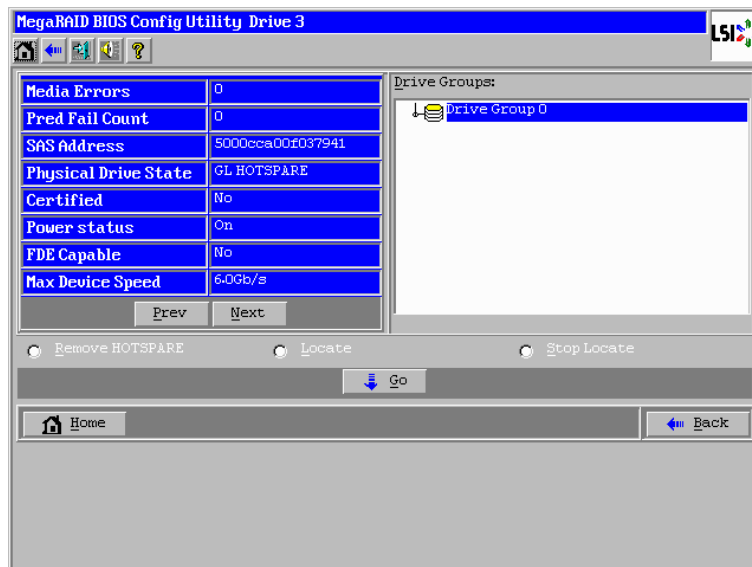 MegaRAID BIOS Config Utility Drive 3
LSI
Media Errors 0
Pred Fail Count 0
SAS Address 5000cca00f037941
Physical Drive State GL HOTSPARE
Certified No
Power status On
FDE Capable No
Max Device Speed 6.0Gb/s
Prev Next
Drive Groups:
Drive Group 0
Remove HOTSPARE Locate Stop Locate
Go
Home Back